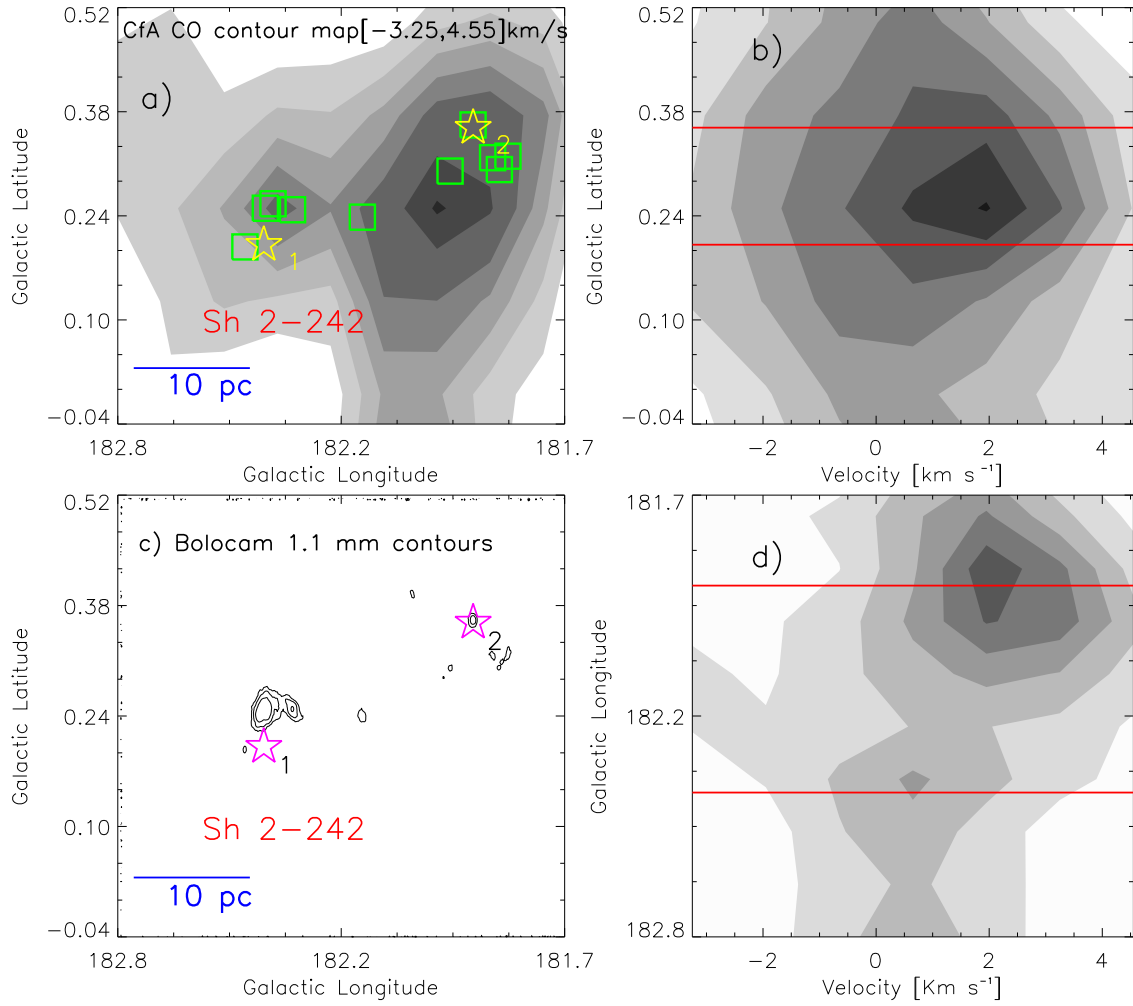 CfA CO contour map[−3.25,4.55]km/s
a)
2
1
Sh 2−242
10 pc
0.52
0.38
0.24
0.10
−0.04
Galactic Latitude
182.8
182.2
181.7
Galactic Longitude
b)
0.52
0.38
0.24
0.10
−0.04
Galactic Latitude
−2
0
2
4
Velocity [km s⁻¹]
c) Bolocam 1.1 mm contours
2
1
Sh 2−242
10 pc
0.52
0.38
0.24
0.10
−0.04
Galactic Latitude
182.8
182.2
181.7
Galactic Longitude
d)
181.7
182.2
182.8
Galactic Longitude
−2
0
2
4
Velocity [Km s⁻¹]